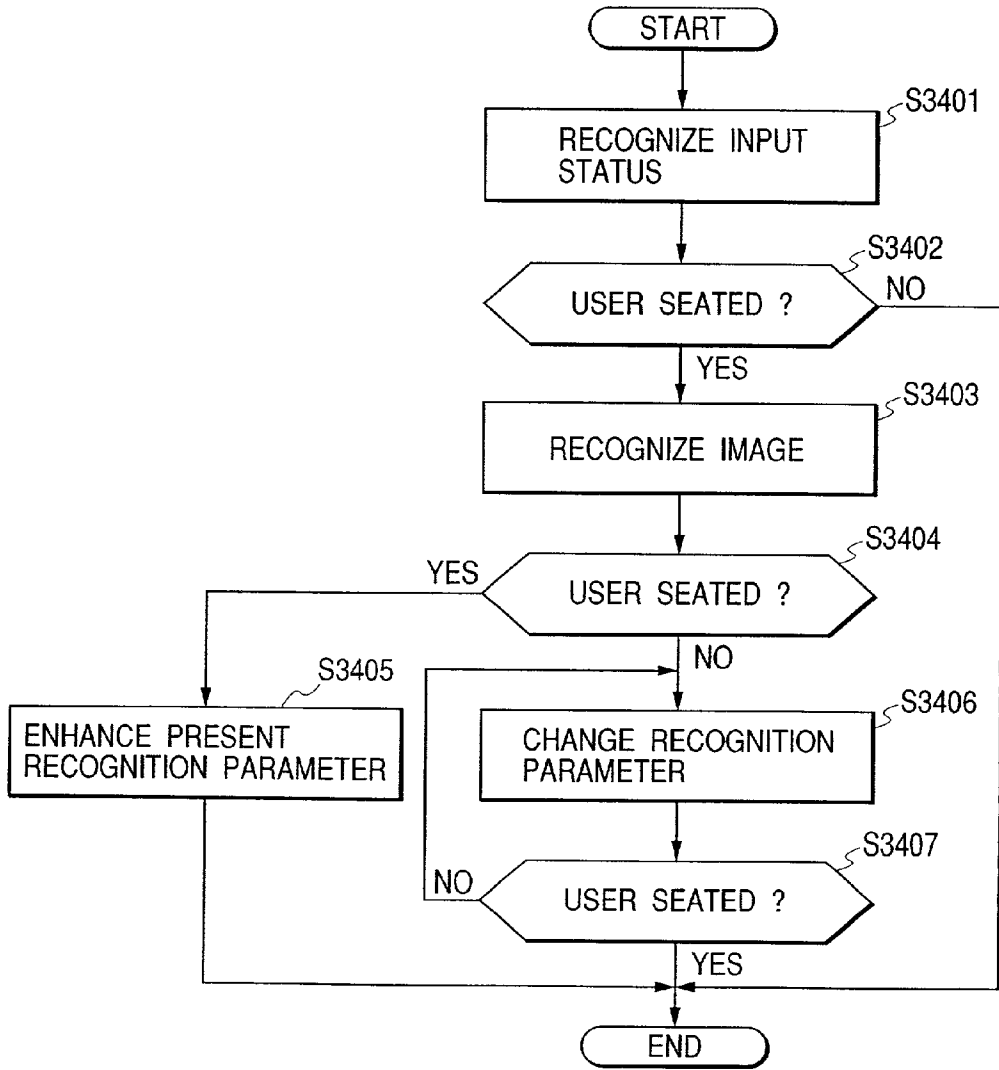 START
S3401
RECOGNIZE INPUT
STATUS
S3402
USER SEATED ?
NO
YES
S3403
RECOGNIZE IMAGE
S3404
YES
USER SEATED ?
NO
S3405
ENHANCE PRESENT
RECOGNITION PARAMETER
S3406
CHANGE RECOGNITION
PARAMETER
S3407
NO
USER SEATED ?
YES
END